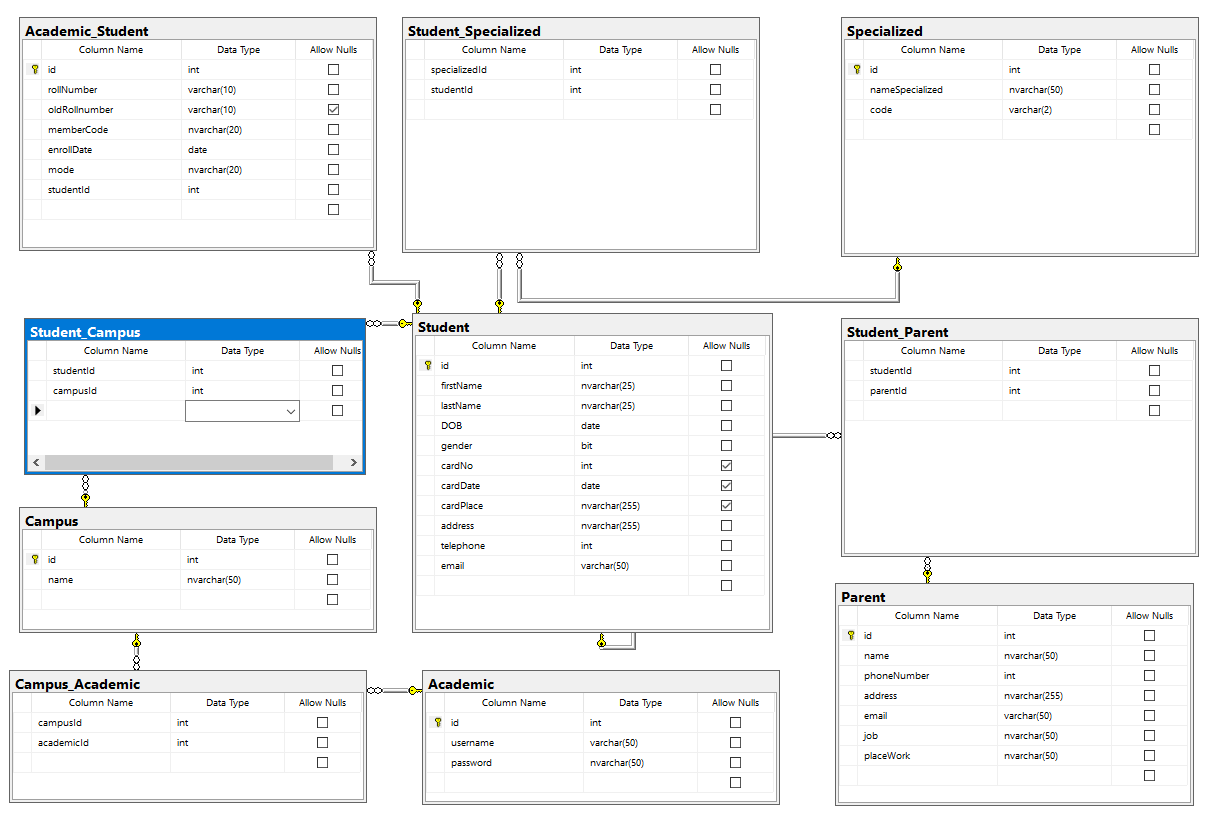 Academic_Student
Column Name Data Type Allow Nulls
id int
rollNumber varchar(10)
oldRollnumber varchar(10)
memberCode nvarchar(20)
enrollDate date
mode nvarchar(20)
studentId int
Student_Specialized
Column Name Data Type Allow Nulls
specializedId int
studentId int
Specialized
Column Name Data Type Allow Nulls
id int
nameSpecialized nvarchar(50)
code varchar(2)
Student_Campus
Column Name Data Type Allow Nulls
studentId int
campusId int
Student
Column Name Data Type Allow Nulls
id int
firstName nvarchar(25)
lastName nvarchar(25)
DOB date
gender bit
cardNo int
cardDate date
cardPlace nvarchar(255)
address nvarchar(255)
telephone int
email varchar(50)
Student_Parent
Column Name Data Type Allow Nulls
studentId int
parentId int
Campus
Column Name Data Type Allow Nulls
id int
name nvarchar(50)
Parent
Column Name Data Type Allow Nulls
id int
name nvarchar(50)
phoneNumber int
address nvarchar(255)
email varchar(50)
job nvarchar(50)
placeWork nvarchar(50)
Campus_Academic
Column Name Data Type Allow Nulls
campusId int
academicId int
Academic
Column Name Data Type Allow Nulls
id int
username varchar(50)
password nvarchar(50)